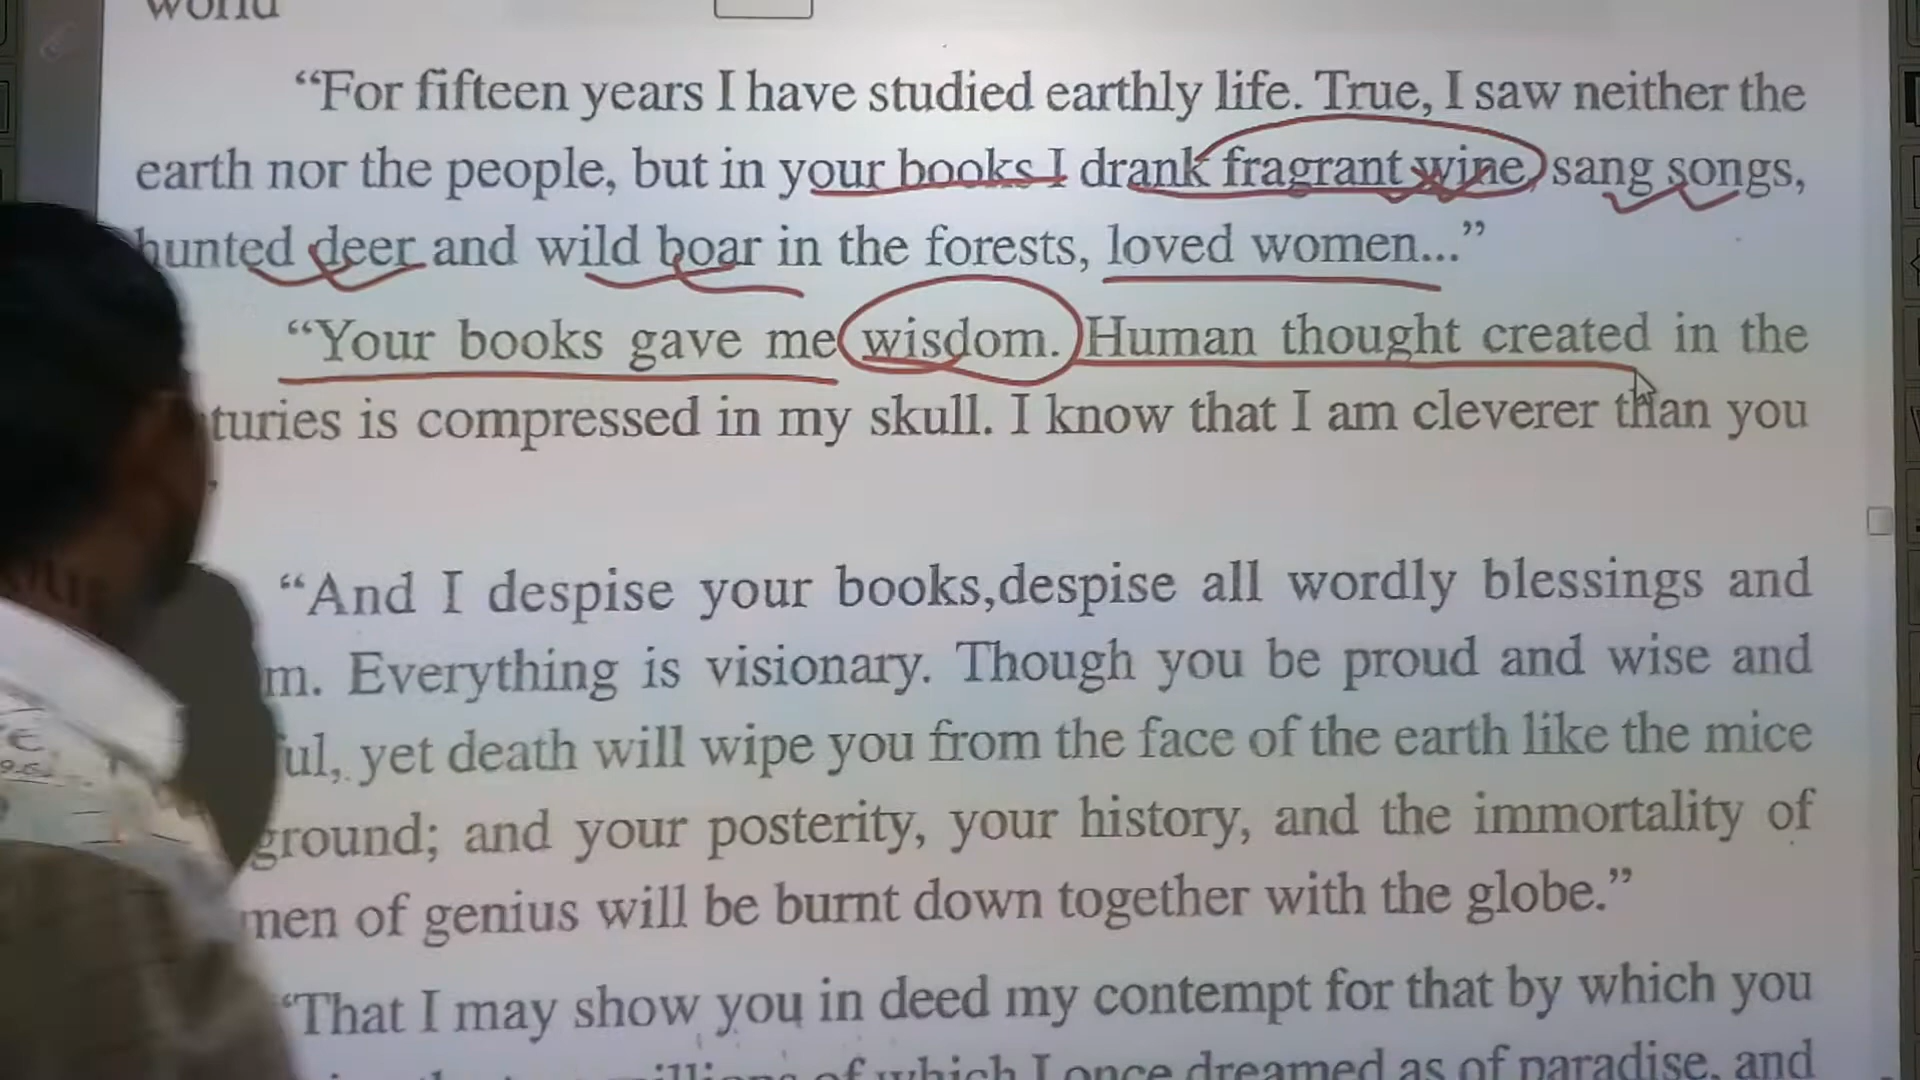 world
“For fifteen years I have studied earthly life. True, I saw neither the
earth nor the people, but in your books I drank fragrant wine, sang songs,
hunted deer and wild boar in the forests, loved women...”
“Your books gave me wisdom. Human thought created in the
turies is compressed in my skull. I know that I am cleverer than you
“And I despise your books,despise all wordly blessings and
m. Everything is visionary. Though you be proud and wise and
ful, yet death will wipe you from the face of the earth like the mice
ground; and your posterity, your history, and the immortality of
men of genius will be burnt down together with the globe.”
“That I may show you in deed my contempt for that by which you
of which I once dreamed as of paradise, and